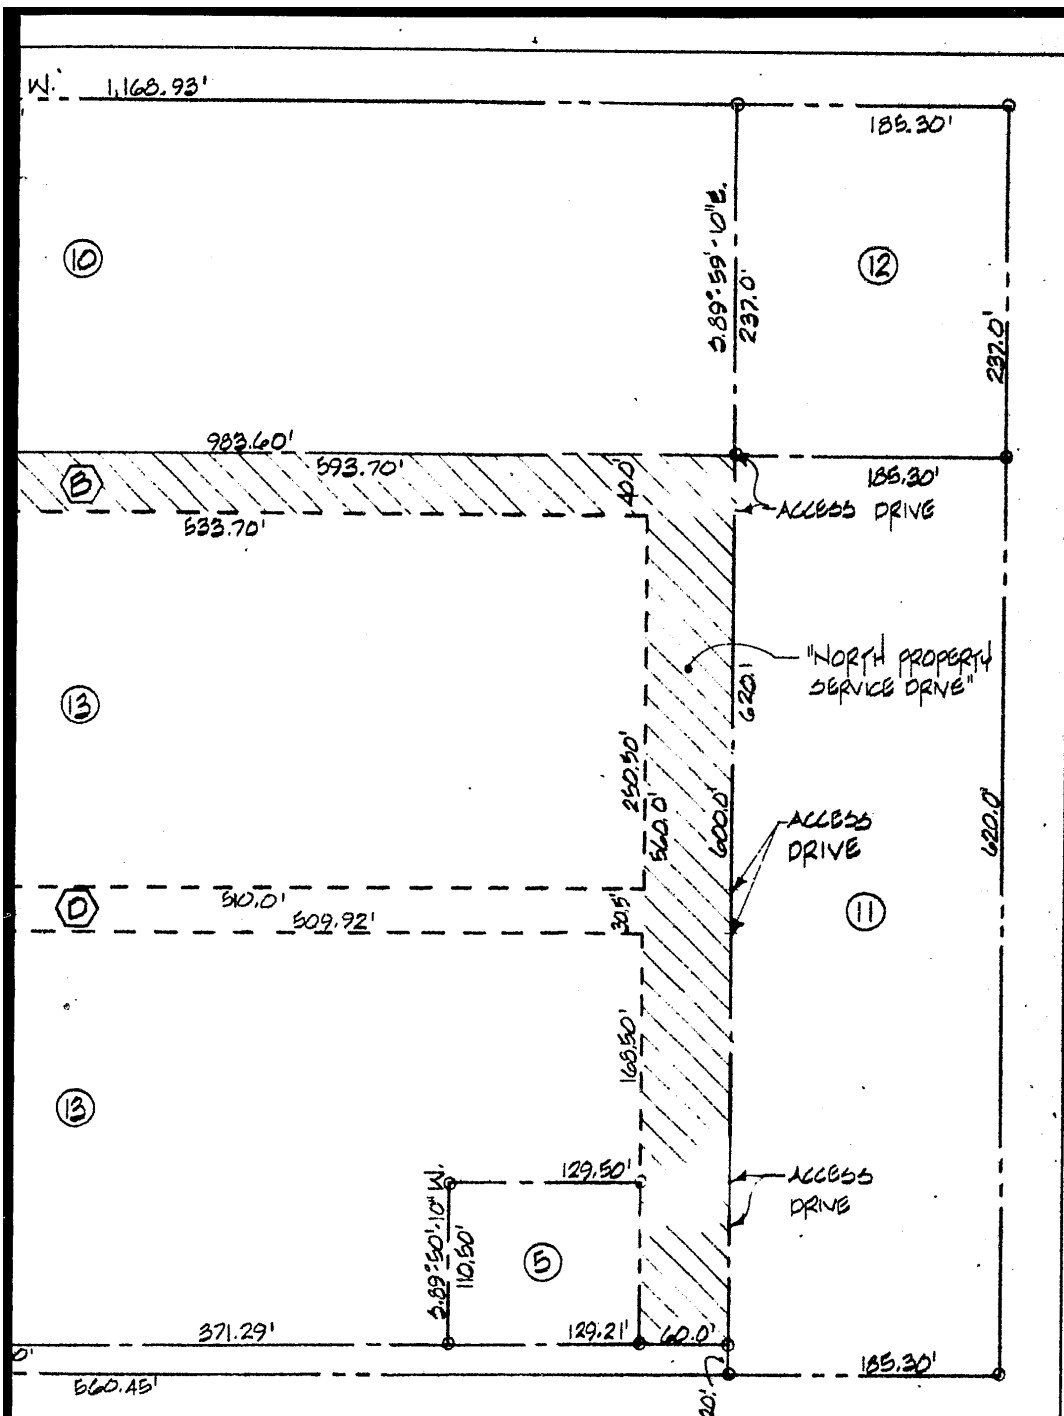 W. 1,168.93'
185.30'
10
S.89°-59'-10"E.
237.0'
12
237.0'
983.60'
593.70'
40.0'
185.30'
B
533.70'
ACCESS DRIVE
"NORTH PROPERTY
SERVICE DRIVE"
13
620.'
250.50'
560.0'
600.0'
ACCESS
DRIVE
620.0'
510.0'
D
509.92'
30.5'
11
168.50'
13
129.50'
ACCESS
DRIVE
S.89°-50'-10" W.
110.50'
5
371.29'
129.21'
60.0'
0'
560.45'
20.'
185.30'